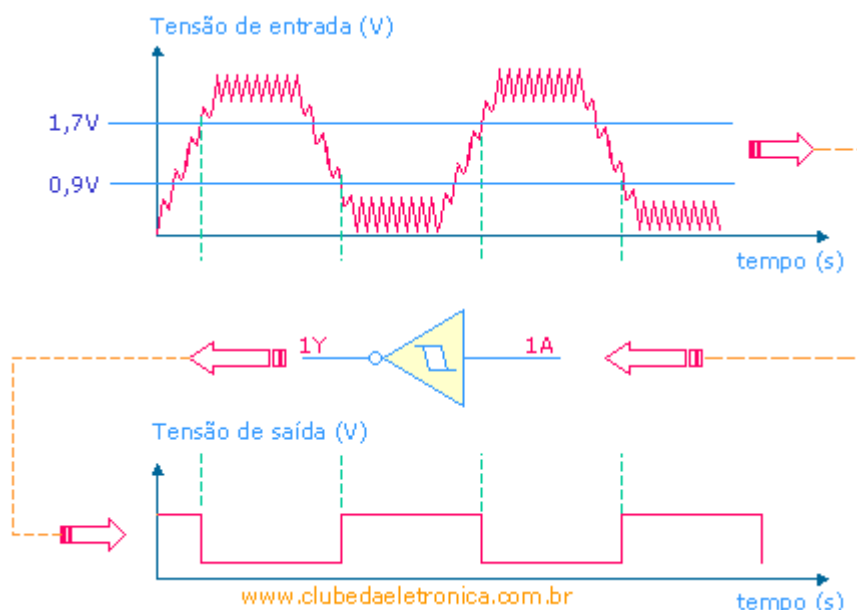 Tensão de entrada (V)
1,7V
0,9V
tempo (s)
1Y
1A
Tensão de saída (V)
www.clubedaeletronica.com.br
tempo (s)